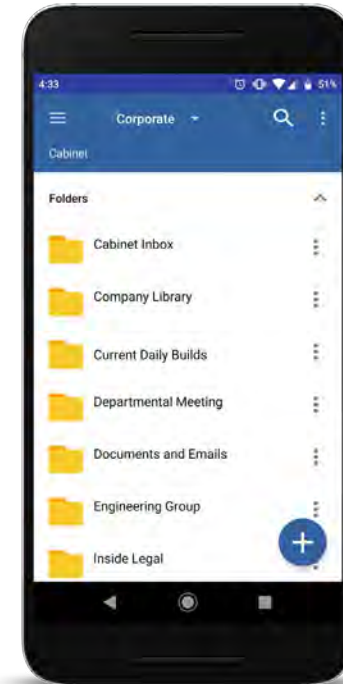 4:33 51%
Corporate
Cabinet
Folders
Cabinet Inbox
Company Library
Current Daily Builds
Departmental Meeting
Documents and Emails
Engineering Group
Inside Legal